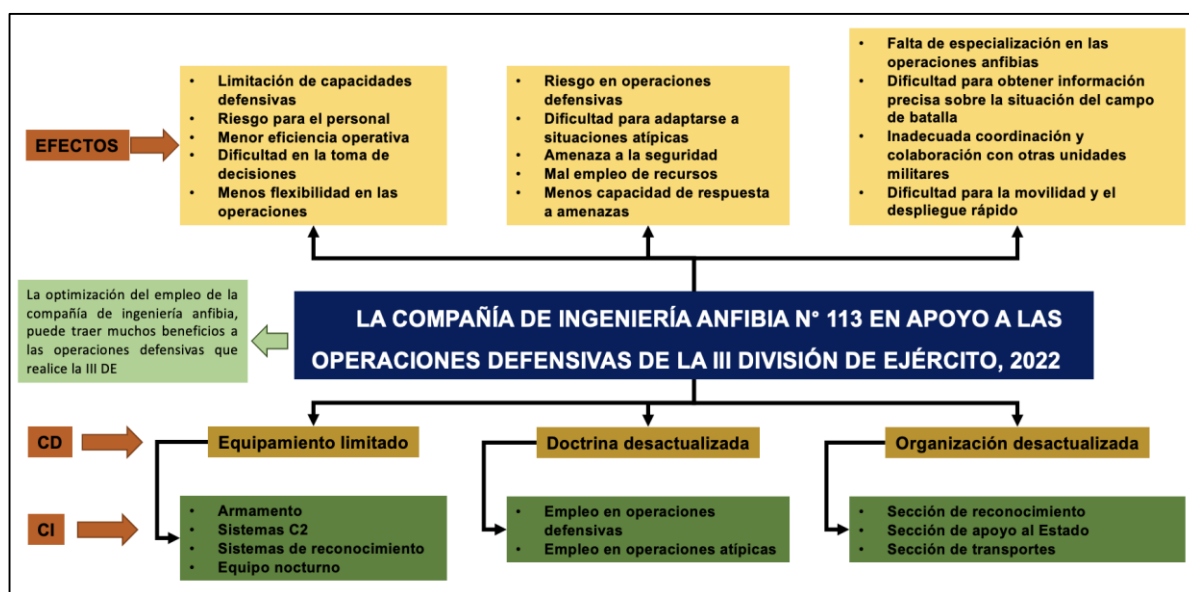 EFECTOS
• Limitación de capacidades
defensivas
• Riesgo para el personal
• Menor eficiencia operativa
• Dificultad en la toma de
decisiones
• Menos flexibilidad en las
operaciones
• Riesgo en operaciones
defensivas
• Dificultad para adaptarse a
situaciones atípicas
• Amenaza a la seguridad
• Mal empleo de recursos
• Menos capacidad de respuesta
a amenazas
• Falta de especialización en las
operaciones anfibias
• Dificultad para obtener información
precisa sobre la situación del campo
de batalla
• Inadecuada coordinación y
colaboración con otras unidades
militares
• Dificultad para la movilidad y el
despliegue rápido
La optimización del empleo de la
compañía de ingeniería anfibia,
puede traer muchos beneficios a
las operaciones defensivas que
realice la III DE
LA COMPAÑÍA DE INGENIERÍA ANFIBIA N° 113 EN APOYO A LAS
OPERACIONES DEFENSIVAS DE LA III DIVISIÓN DE EJÉRCITO, 2022
CD
Equipamiento limitado
Doctrina desactualizada
Organización desactualizada
CI
• Armamento
• Sistemas C2
• Sistemas de reconocimiento
• Equipo nocturno
• Empleo en operaciones
defensivas
• Empleo en operaciones atípicas
• Sección de reconocimiento
• Sección de apoyo al Estado
• Sección de transportes